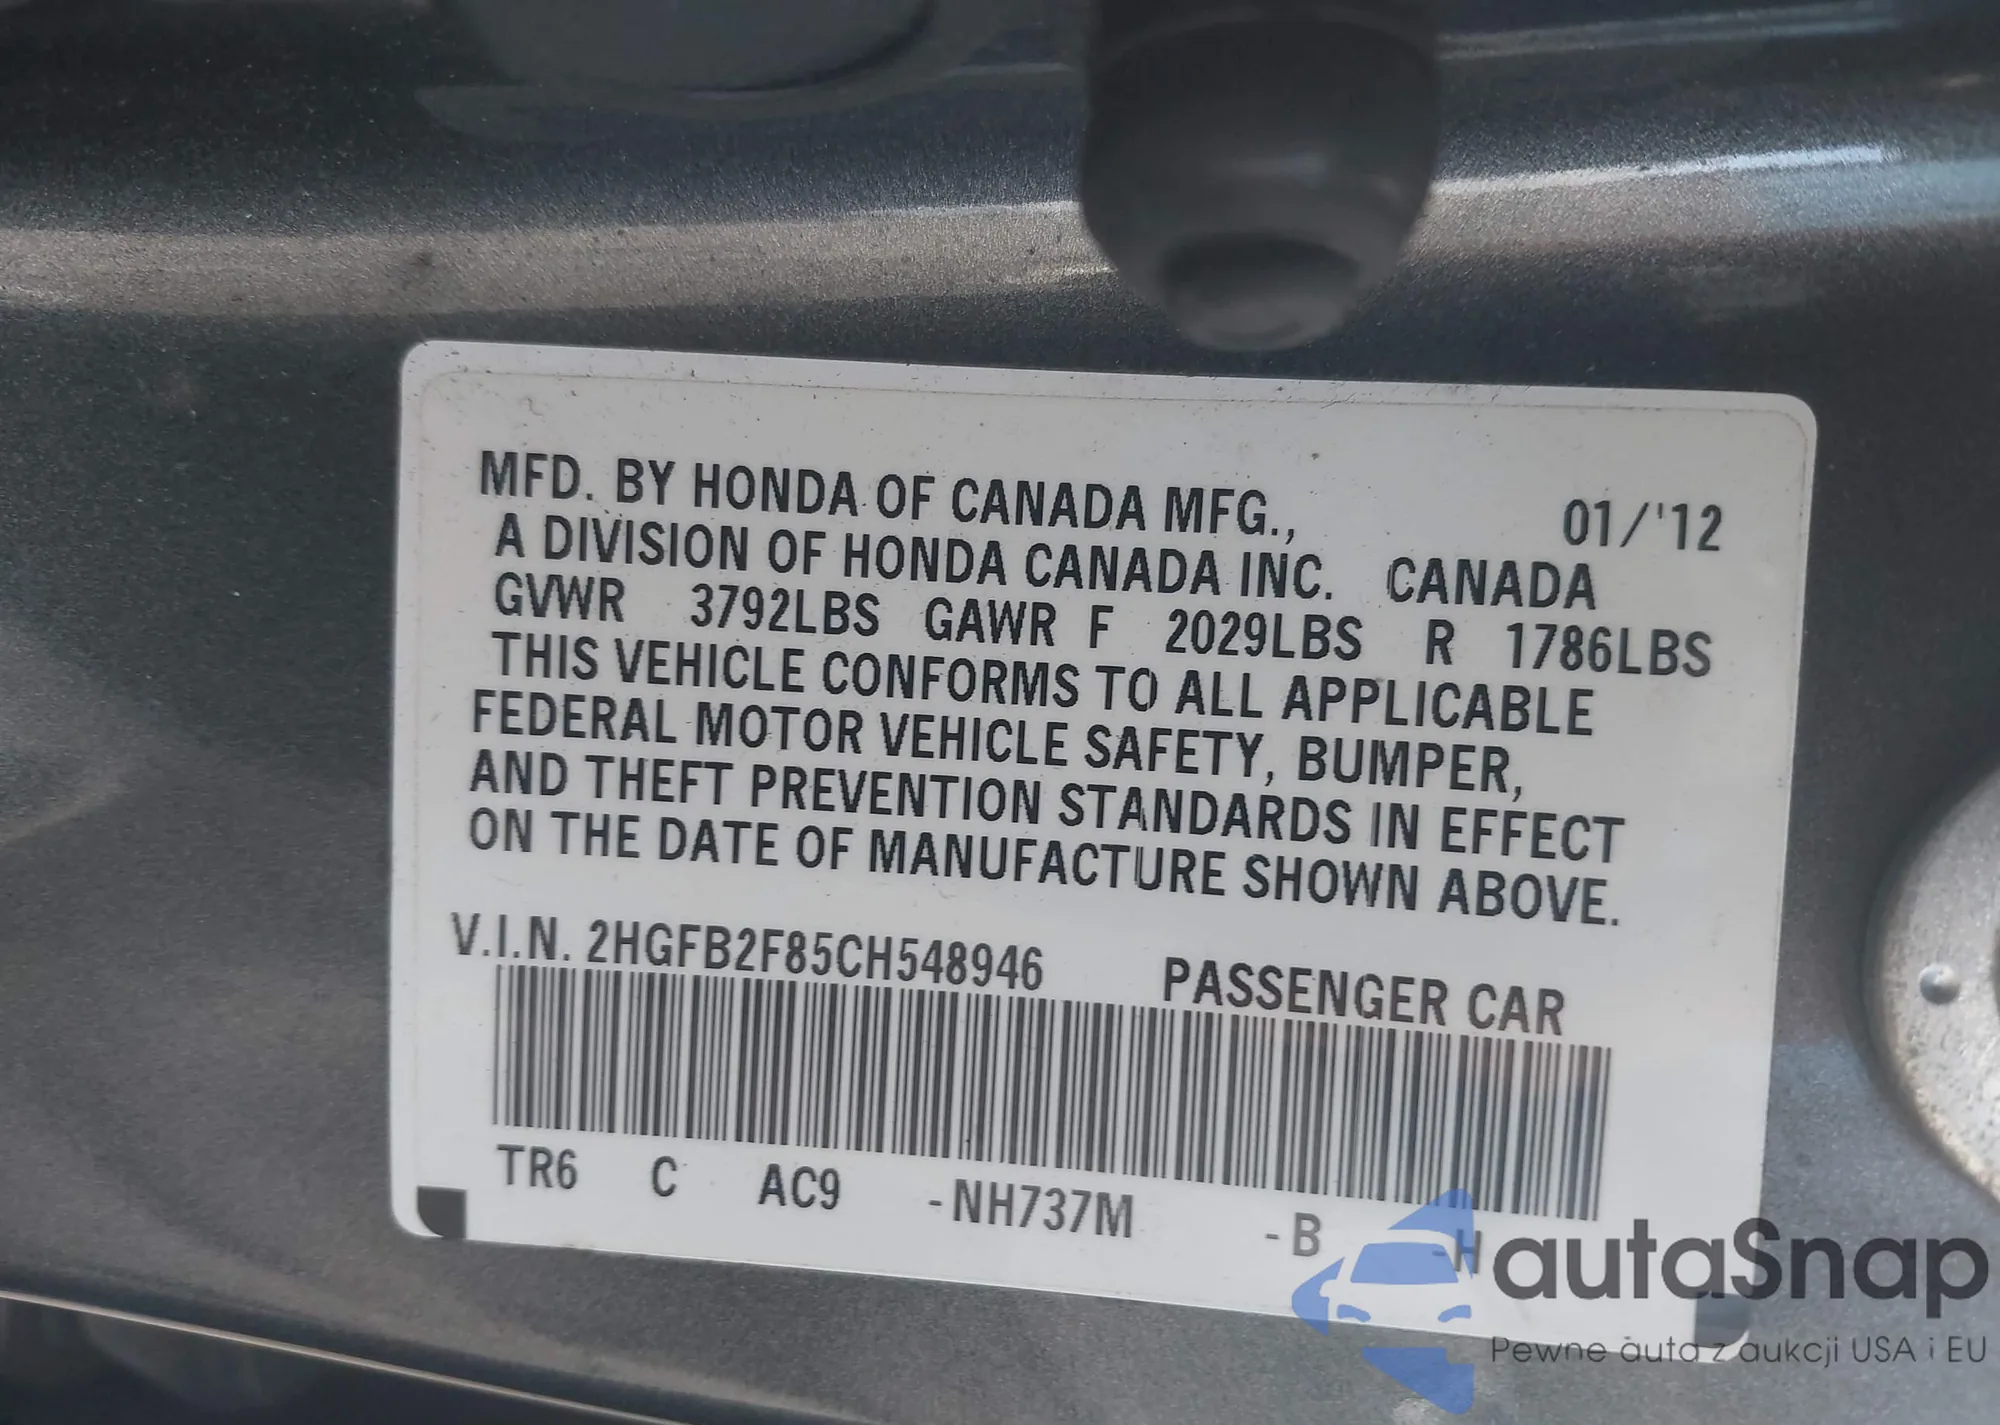 MFD. BY HONDA OF CANADA MFG., 01/'12
A DIVISION OF HONDA CANADA INC. CANADA
GVWR 3792LBS GAWR F 2029LBS R 1786LBS
THIS VEHICLE CONFORMS TO ALL APPLICABLE
FEDERAL MOTOR VEHICLE SAFETY, BUMPER,
AND THEFT PREVENTION STANDARDS IN EFFECT
ON THE DATE OF MANUFACTURE SHOWN ABOVE.
V.I.N. 2HGFB2F85CH548946 PASSENGER CAR
TR6 C AC9 -NH737M -B -H
autaSnap
Pewne auta z aukcji USA i EU